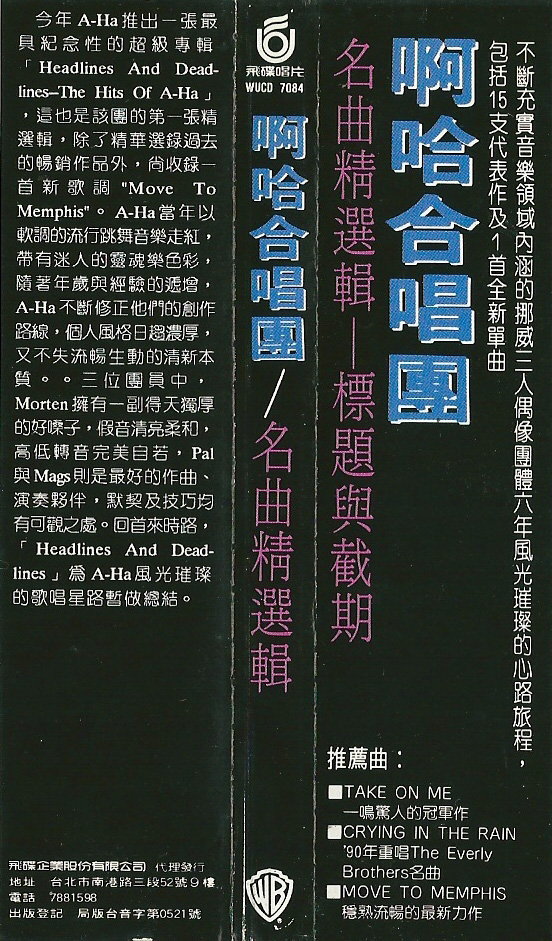 今年 A-Ha 推出一張最
具紀念性的超級專輯
「Headlines And Dead-
lines—The Hits Of A-Ha」
，這也是該團的第一張精
選輯，除了精華選錄過去
的暢銷作品外，尚收錄一
首新歌調 "Move To
Memphis"。A-Ha 當年以
軟調的流行跳舞音樂走紅，
帶有迷人的靈魂樂色彩，
隨著年歲與經驗的遞增，
A-Ha 不斷修正他們的創作
路線，個人風格日趨濃厚，
又不失流暢生動的清新本
質。。三位團員中，
Morten 擁有一副得天獨厚
的好嗓子，假音清亮柔和，
高低轉音完美自若，Pal
與 Mags 則是最好的作曲、
演奏夥伴，默契及技巧均
有可觀之處。回首來時路，
「Headlines And Dead-
lines」為 A-Ha 風光璀璨
的歌唱星路暫做總結。
飛碟企業股份有限公司 代理發行
地址 台北市南港路三段52號9樓
電話 7881598
出版登記 局版台音字第0521號
飛碟唱片
WUCD 7084
啊哈合唱團/名曲精選輯
WB
不斷充實音樂領域內涵的挪威三人偶像團體六年風光璀璨的心路旅程，
包括15支代表作及1首全新單曲
啊哈合唱團
名曲精選輯—標題與截期
推薦曲：
■TAKE ON ME
一鳴驚人的冠軍作
■CRYING IN THE RAIN
'90年重唱The Everly
Brothers名曲
■MOVE TO MEMPHIS
穩熟流暢的最新力作